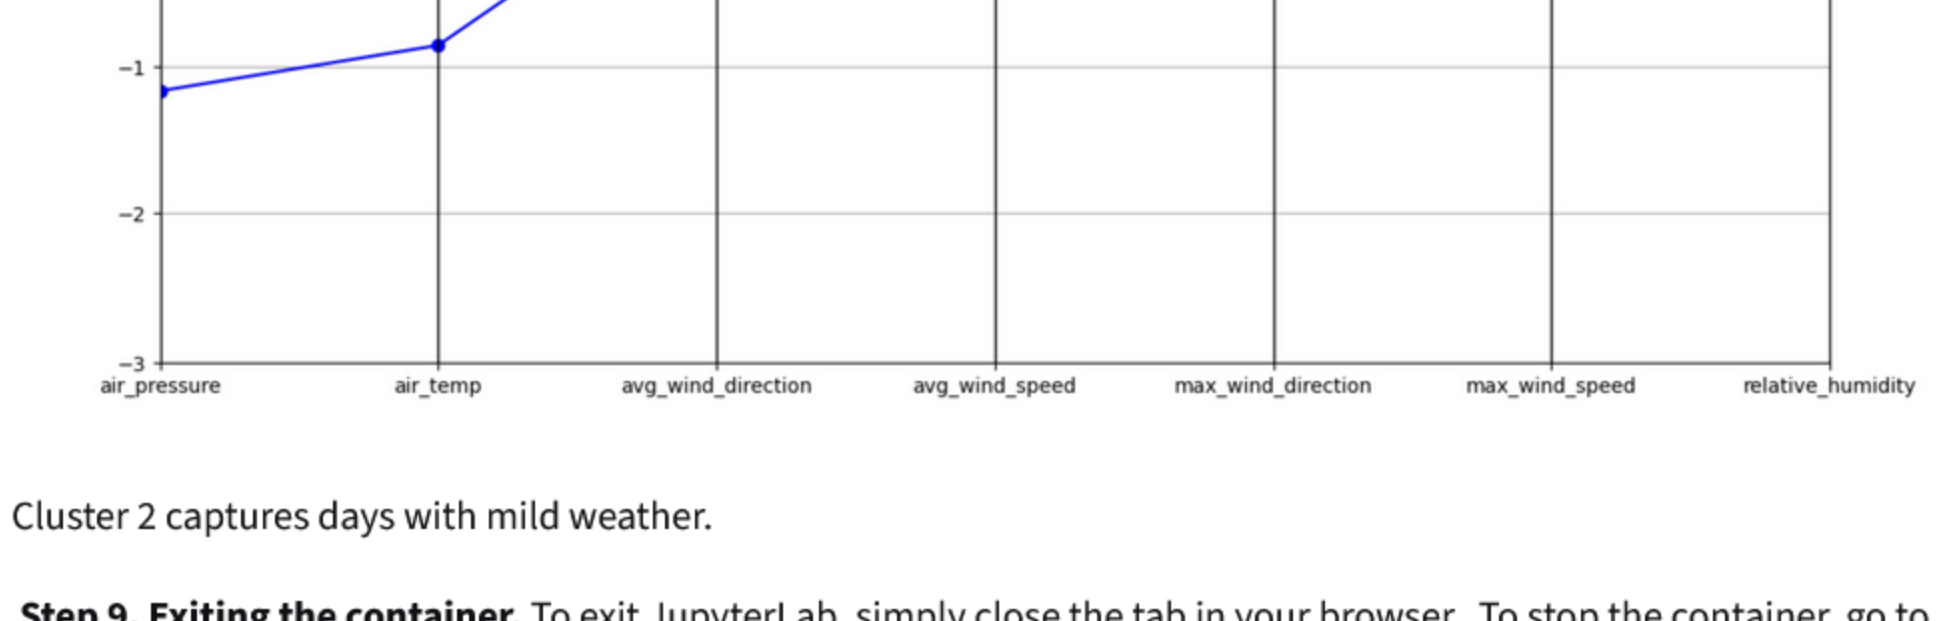 −1
−2
−3
air_pressure air_temp avg_wind_direction avg_wind_speed max_wind_direction max_wind_speed relative_humidity
Cluster 2 captures days with mild weather.
Step 9. Exiting the container. To exit JupyterLab, simply close the tab in your browser. To stop the container, go to